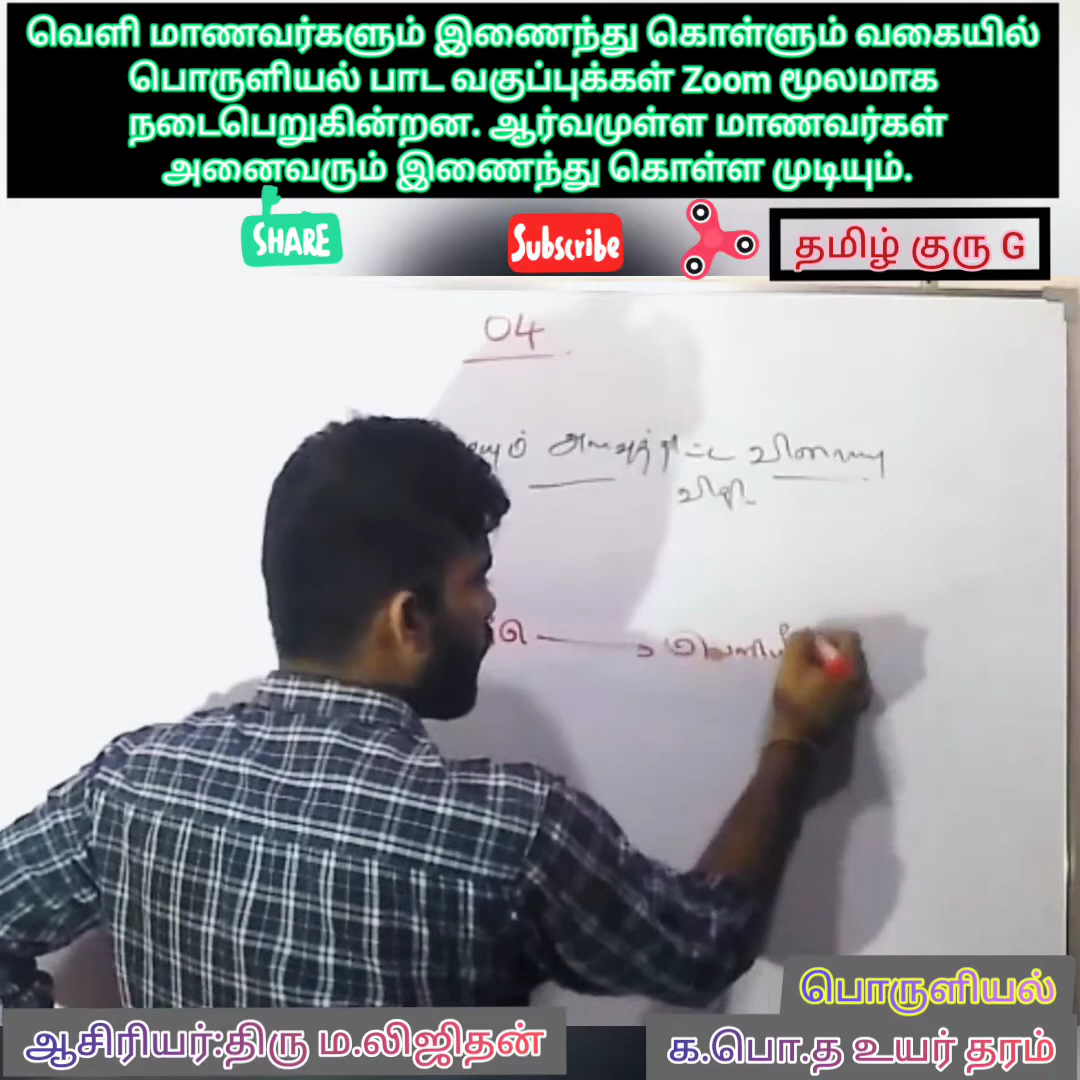 வெளி மாணவர்களும் இணைந்து கொள்ளும் வகையில்
பொருளியல் பாட வகுப்புக்கள் Zoom மூலமாக
நடைபெறுகின்றன. ஆர்வமுள்ள மாணவர்கள்
அனைவரும் இணைந்து கொள்ள முடியும்.
SHARE
Subscribe
தமிழ் குரு G
04
விதி
பொருளியல்
ஆசிரியர்:திரு ம.லிஜிதன்
க.பொ.த உயர் தரம்